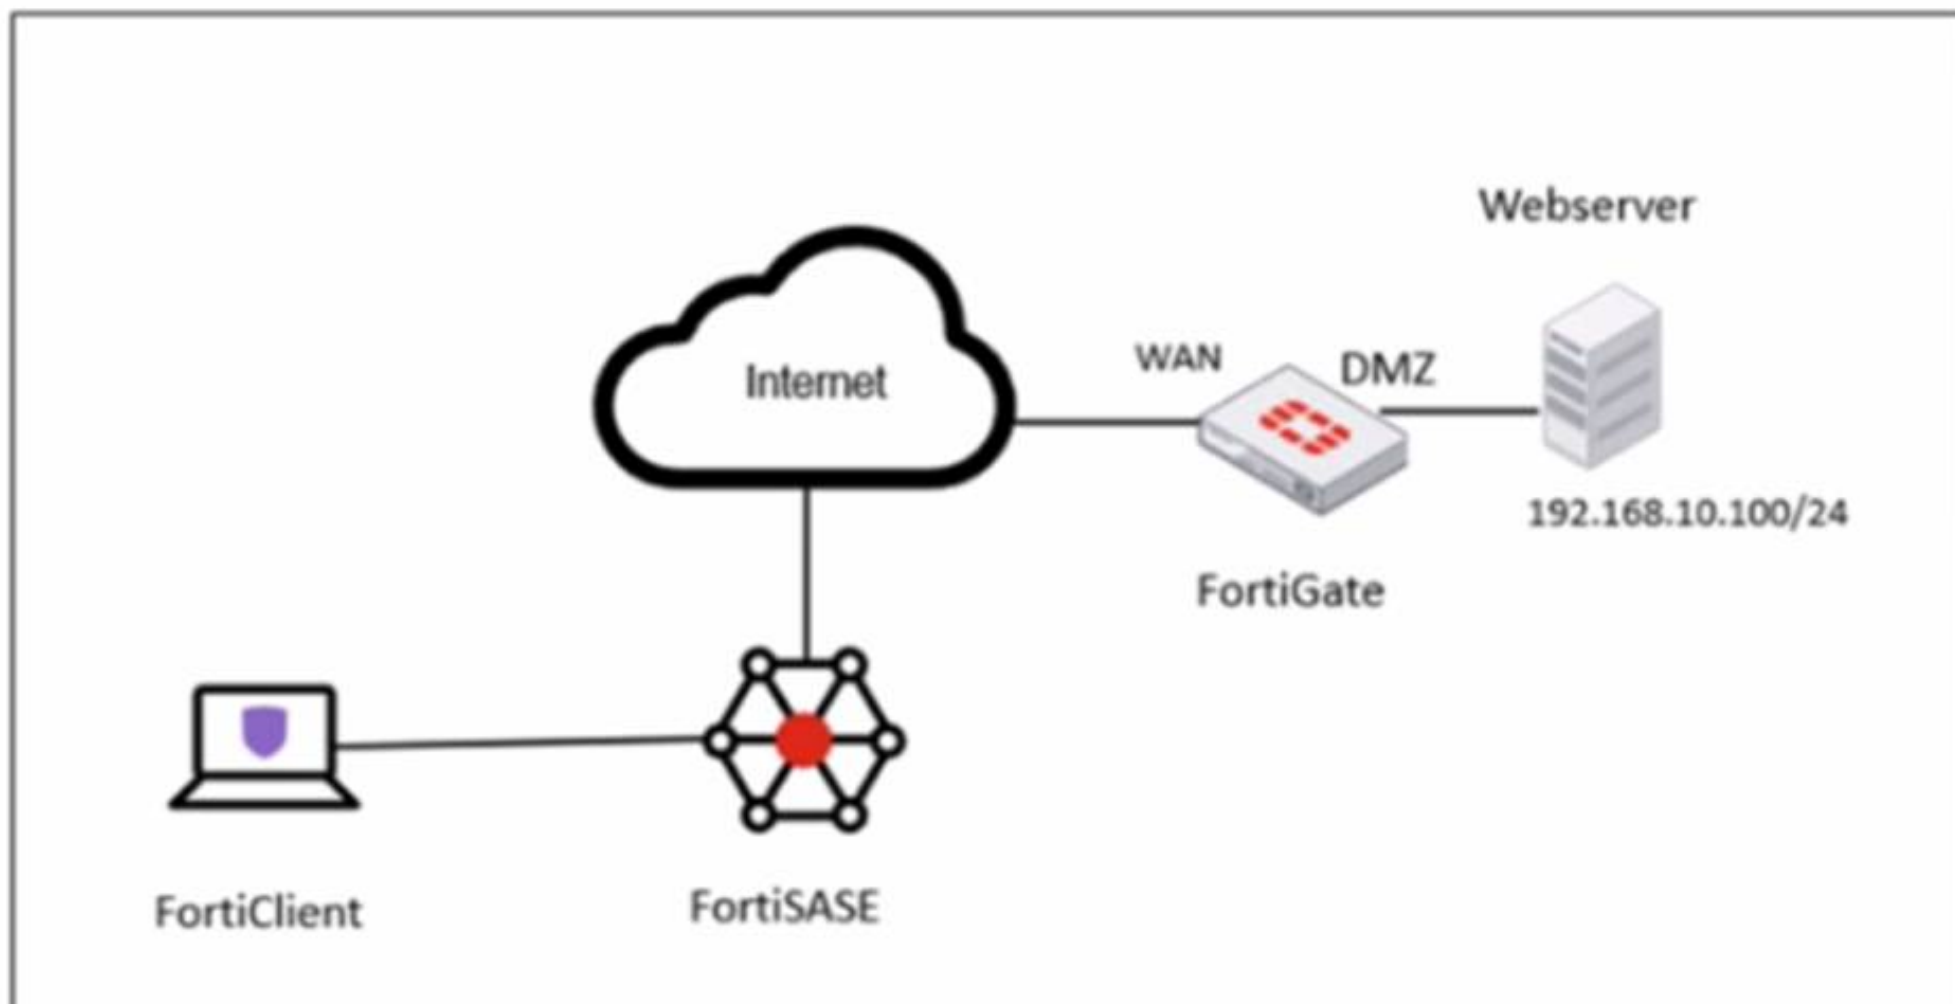 Webserver
WAN
DMZ
Internet
192.168.10.100/24
FortiGate
FortiClient
FortiSASE